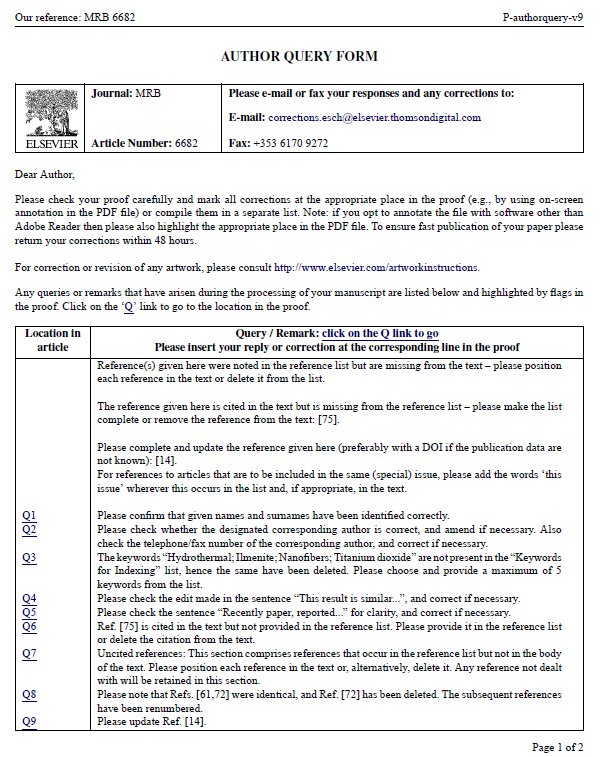 Our reference: MRB 6682 P-authorquery-v9
AUTHOR QUERY FORM
ELSEVIER
Journal: MRB
Article Number: 6682
Please e-mail or fax your responses and any corrections to:
E-mail: corrections.esch@elsevier.thomsondigital.com
Fax: +353 6170 9272
Dear Author,
Please check your proof carefully and mark all corrections at the appropriate place in the proof (e.g., by using on-screen
annotation in the PDF file) or compile them in a separate list. Note: if you opt to annotate the file with software other than
Adobe Reader then please also highlight the appropriate place in the PDF file. To ensure fast publication of your paper please
return your corrections within 48 hours.
For correction or revision of any artwork, please consult http://www.elsevier.com/artworkinstructions.
Any queries or remarks that have arisen during the processing of your manuscript are listed below and highlighted by flags in
the proof. Click on the ‘Q’ link to go to the location in the proof.
Location in
article
Query / Remark: click on the Q link to go
Please insert your reply or correction at the corresponding line in the proof
Reference(s) given here were noted in the reference list but are missing from the text – please position
each reference in the text or delete it from the list.
The reference given here is cited in the text but is missing from the reference list – please make the list
complete or remove the reference from the text: [75].
Please complete and update the reference given here (preferably with a DOI if the publication data are
not known): [14].
For references to articles that are to be included in the same (special) issue, please add the words ‘this
issue’ wherever this occurs in the list and, if appropriate, in the text.
Q1 Please confirm that given names and surnames have been identified correctly.
Q2 Please check whether the designated corresponding author is correct, and amend if necessary. Also
check the telephone/fax number of the corresponding author, and correct if necessary.
Q3 The keywords “Hydrothermal; Ilmenite; Nanofibers; Titanium dioxide” are not present in the “Keywords
for Indexing” list, hence the same have been deleted. Please choose and provide a maximum of 5
keywords from the list.
Q4 Please check the edit made in the sentence “This result is similar...”, and correct if necessary.
Q5 Please check the sentence “Recently paper, reported...” for clarity, and correct if necessary.
Q6 Ref. [75] is cited in the text but not provided in the reference list. Please provide it in the reference list
or delete the citation from the text.
Q7 Uncited references: This section comprises references that occur in the reference list but not in the body
of the text. Please position each reference in the text or, alternatively, delete it. Any reference not dealt
with will be retained in this section.
Q8 Please note that Refs. [61,72] were identical, and Ref. [72] has been deleted. The subsequent references
have been renumbered.
Q9 Please update Ref. [14].
Page 1 of 2